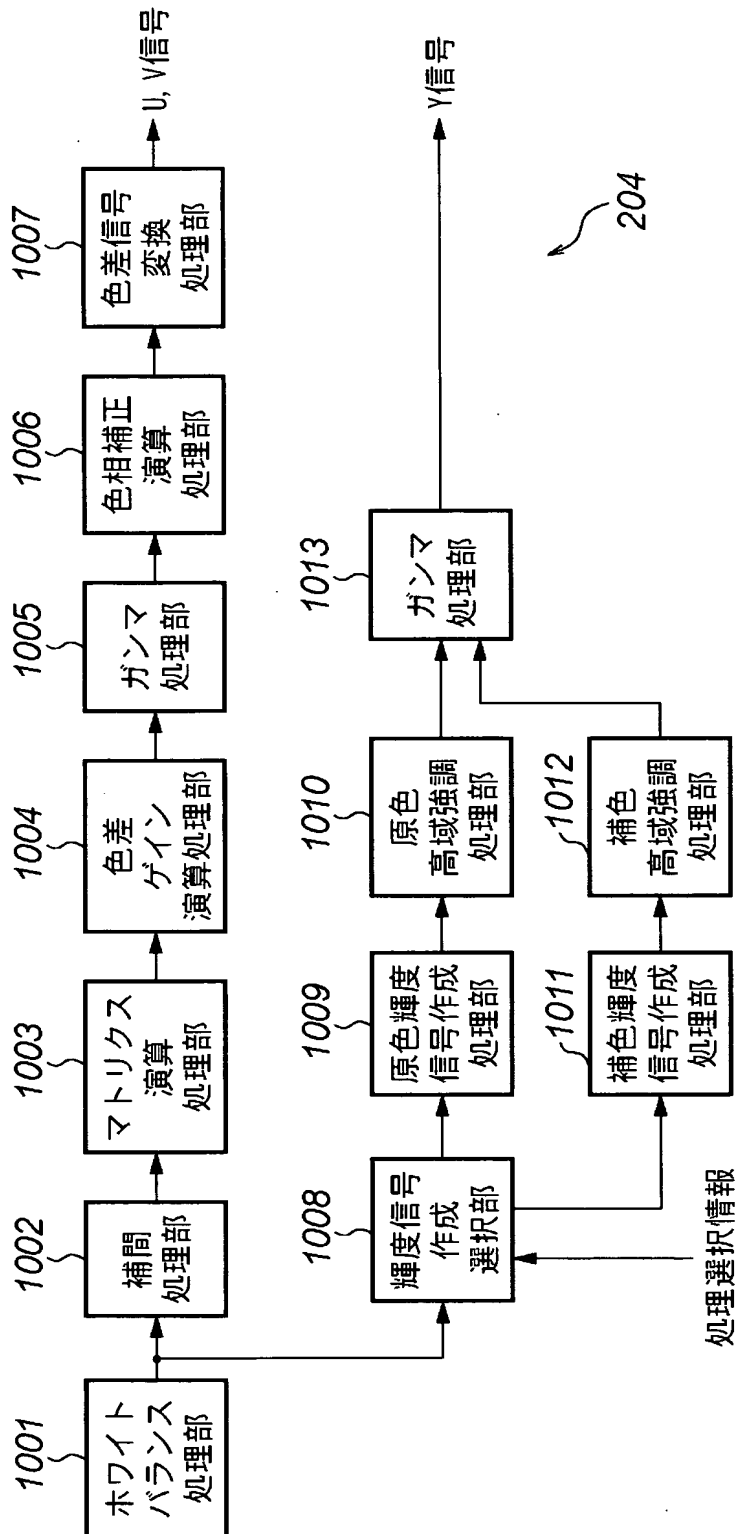 1001
ホワイト
バランス
処理部
1002
補間
処理部
1003
マトリクス
演算
処理部
1004
色差
ゲイン
演算処理部
1005
ガンマ
処理部
1006
色相補正
演算
処理部
1007
色差信号
変換
処理部
U, V信号
1008
輝度信号
作成
選択部
処理選択情報
1009
原色輝度
信号作成
処理部
1010
原色
高域強調
処理部
1011
補色輝度
信号作成
処理部
1012
補色
高域強調
処理部
1013
ガンマ
処理部
Y信号
204